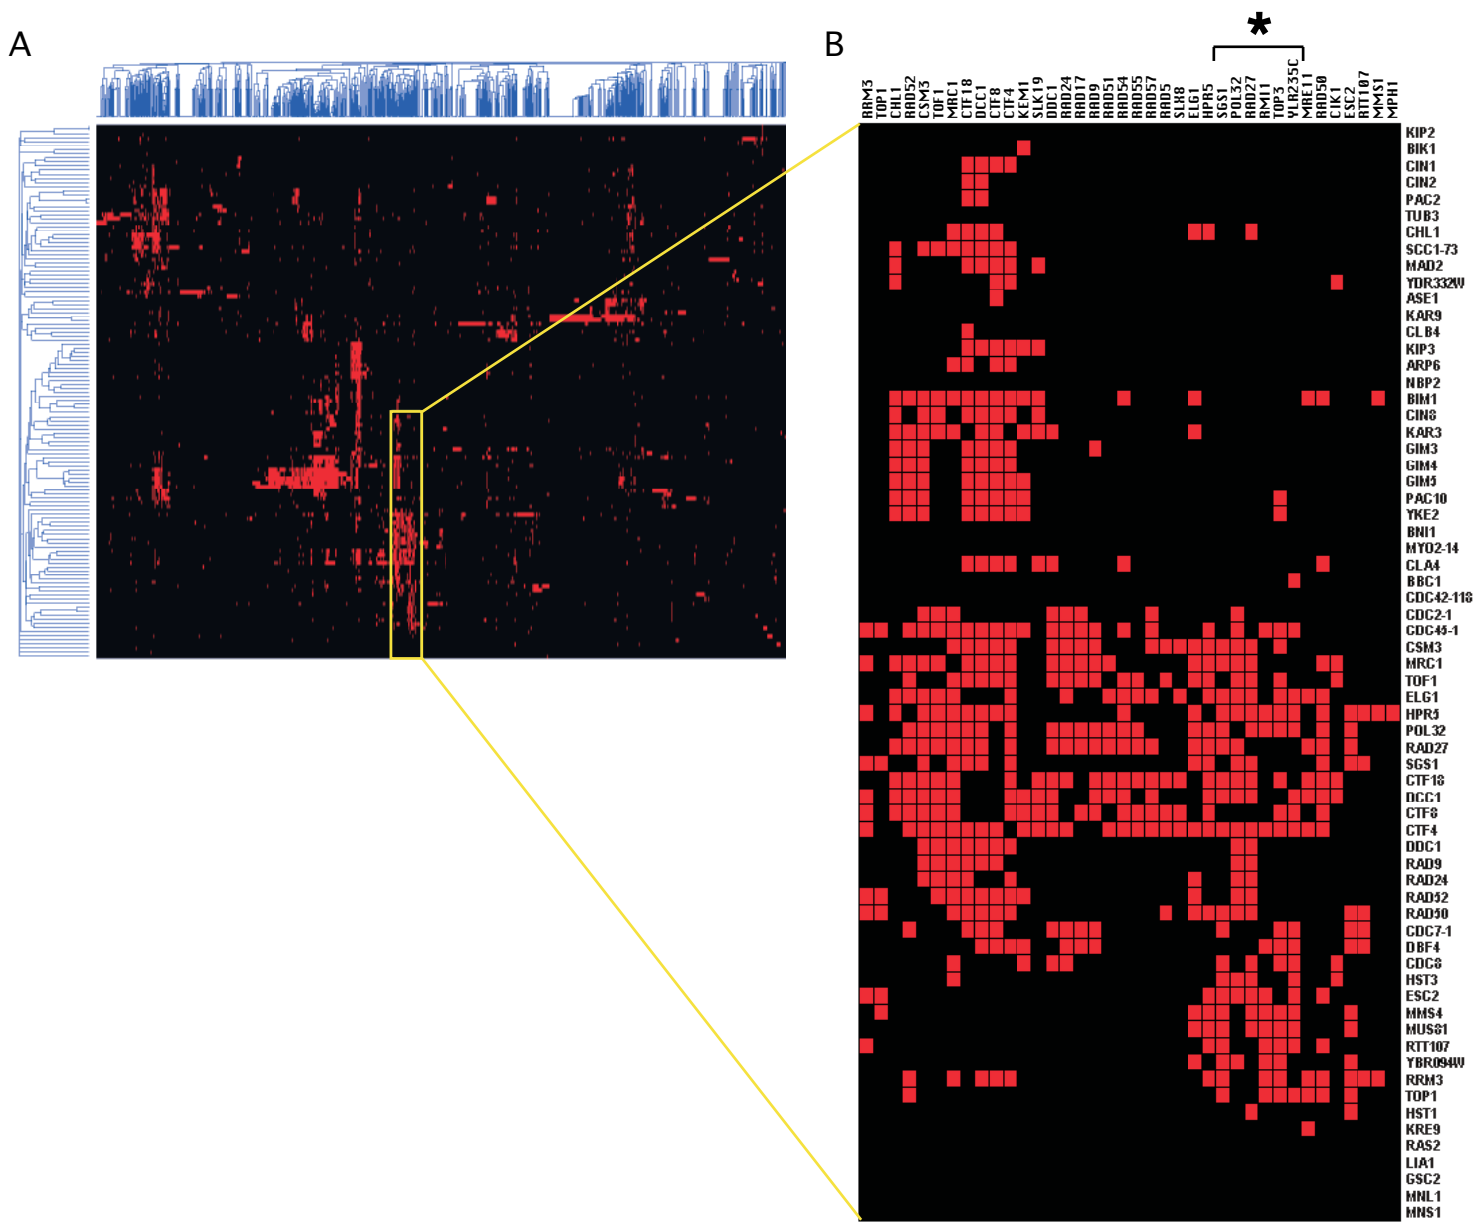 A
B
*
RRM3
TOP1
CHL1
RAD52
CSM3
TOF1
MRC1
CTF18
DCC1
CTF8
CTF4
KEM1
SLK19
DDC1
RAD24
RAD17
RAD9
RAD51
RAD54
RAD55
RAD57
RAD5
SLX8
ELG1
HPR5
SGS1
POL32
RAD27
RMI1
TOP3
YLR235C
MRE11
RAD50
CIK1
ESC2
RTT107
MMS1
MPH1
KIP2
BIK1
CIN1
CIN2
PAC2
TUB3
CHL1
SCC1-73
MAD2
YDR332W
ASE1
KAR9
CLB4
KIP3
ARP6
NBP2
BIM1
CIN8
KAR3
GIM3
GIM4
GIM5
PAC10
YKE2
BNI1
MYO2-14
CLA4
BBC1
CDC42-118
CDC2-1
CDC45-1
CSM3
MRC1
TOF1
ELG1
HPR5
POL32
RAD27
SGS1
CTF18
DCC1
CTF8
CTF4
DDC1
RAD9
RAD24
RAD52
RAD50
CDC7-1
DBF4
CDC8
HST3
ESC2
MMS4
MUS81
RTT107
YBR094W
RRM3
TOP1
HST1
KRE9
RAS2
LIA1
GSC2
MNL1
MNS1